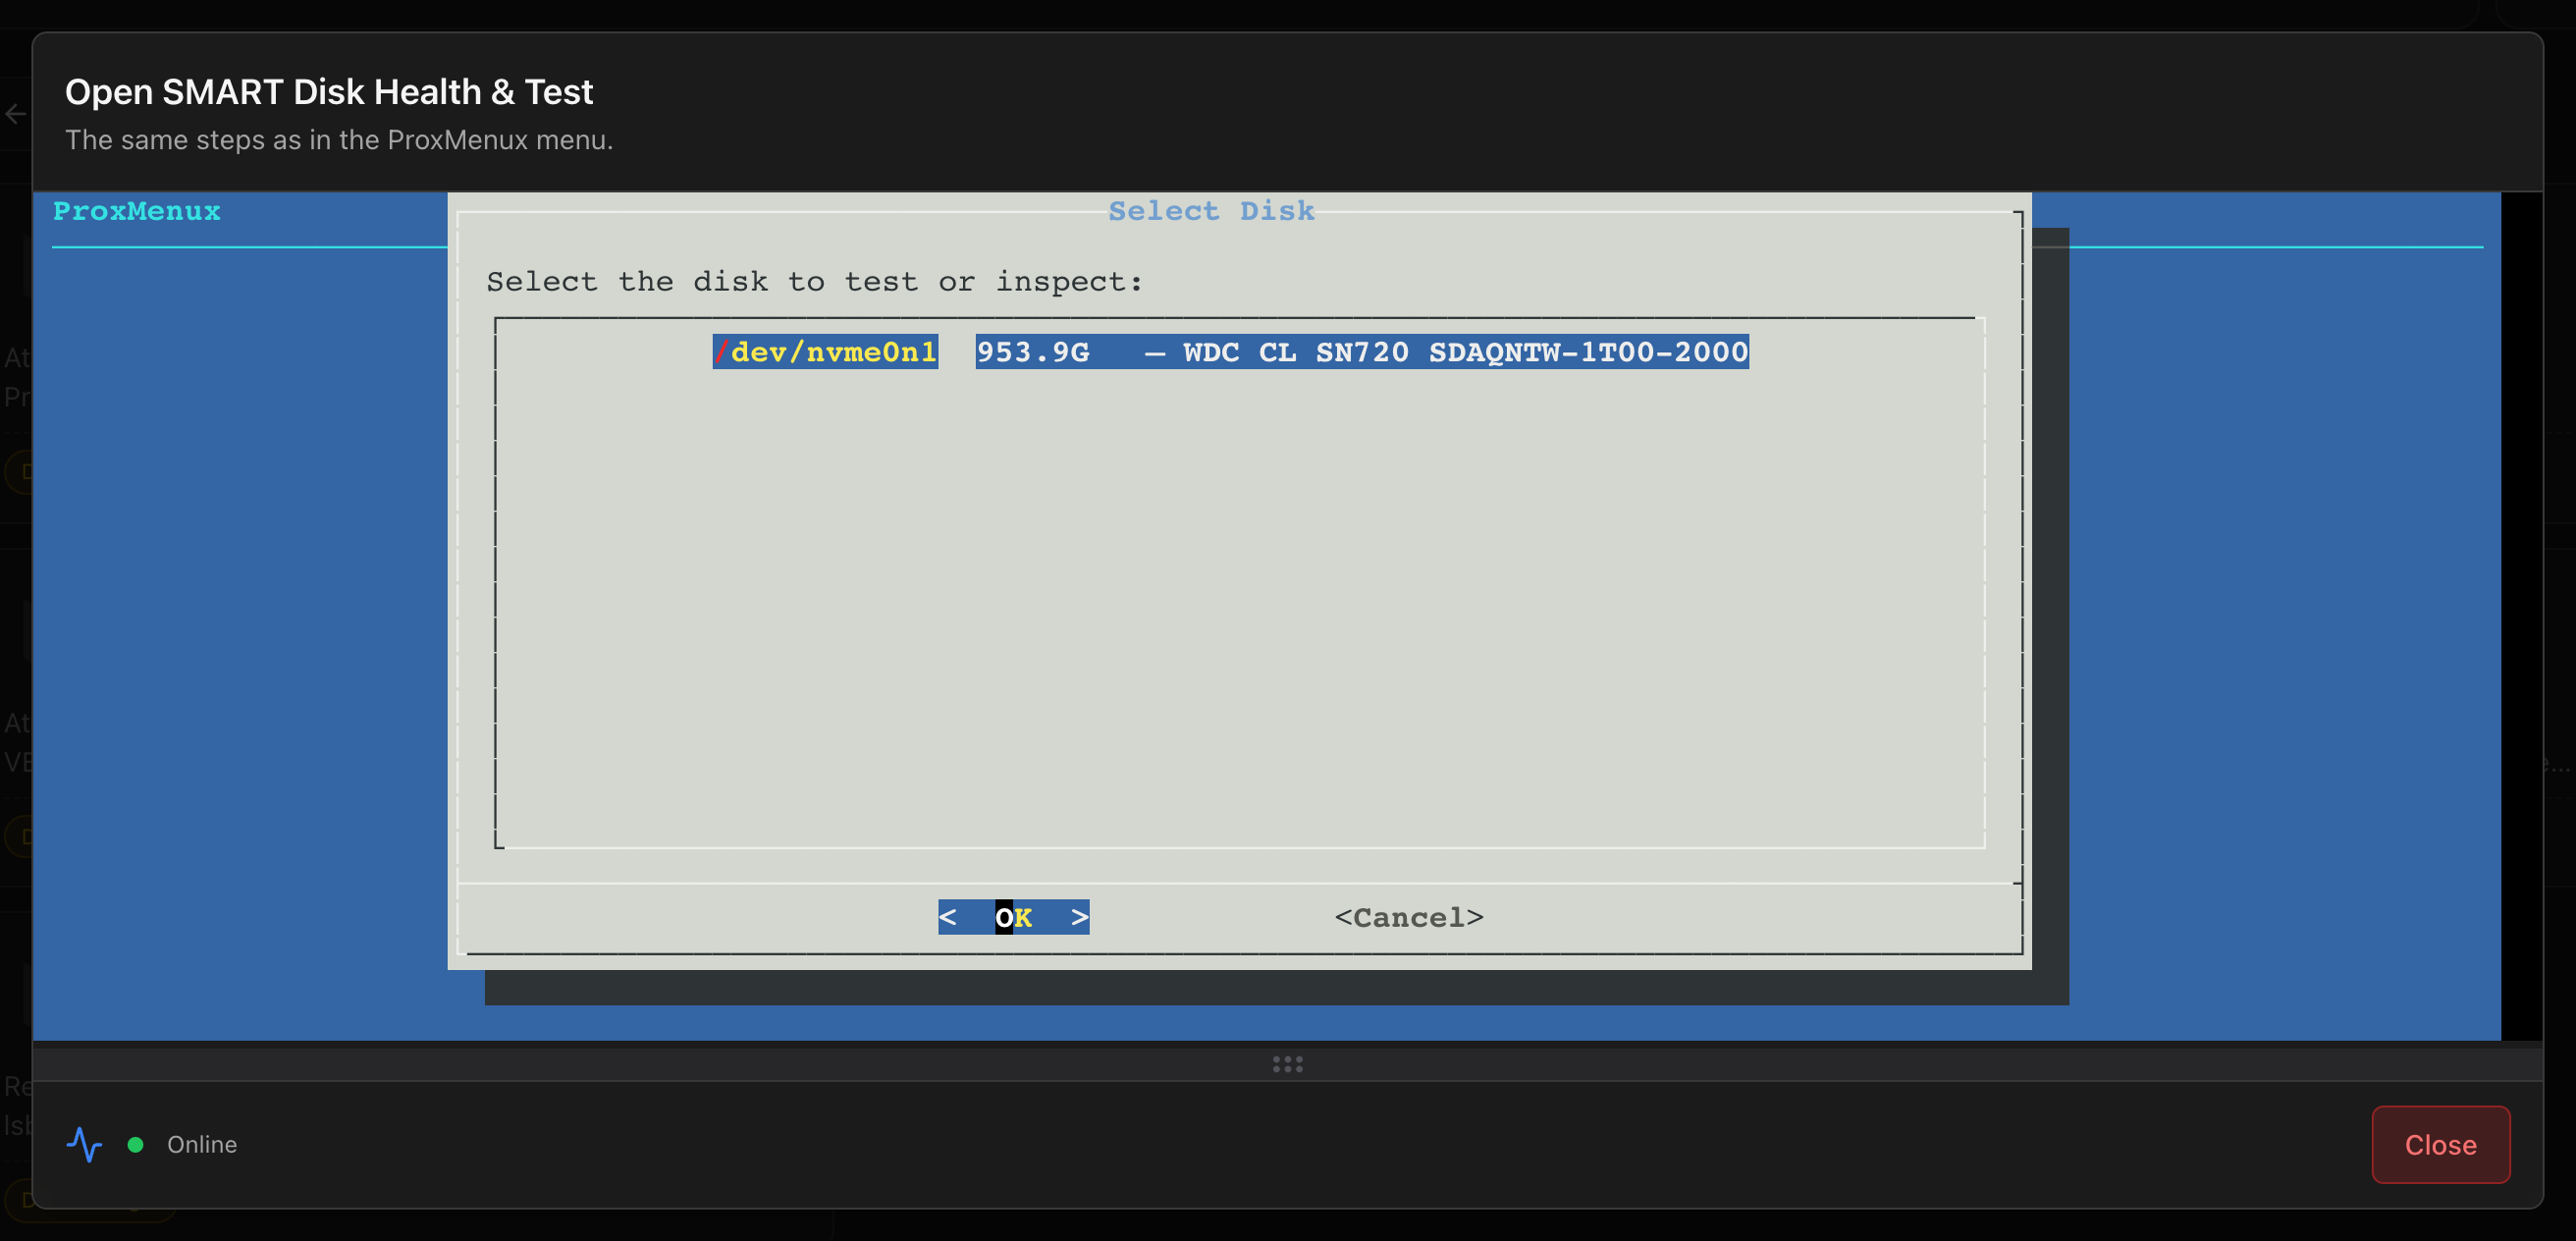 Open SMART Disk Health & Test
The same steps as in the ProxMenux menu.
ProxMenux
Select Disk
Select the disk to test or inspect:
/dev/nvme0n1 953.9G — WDC CL SN720 SDAQNTW-1T00-2000
< OK > <Cancel>
Online
Close